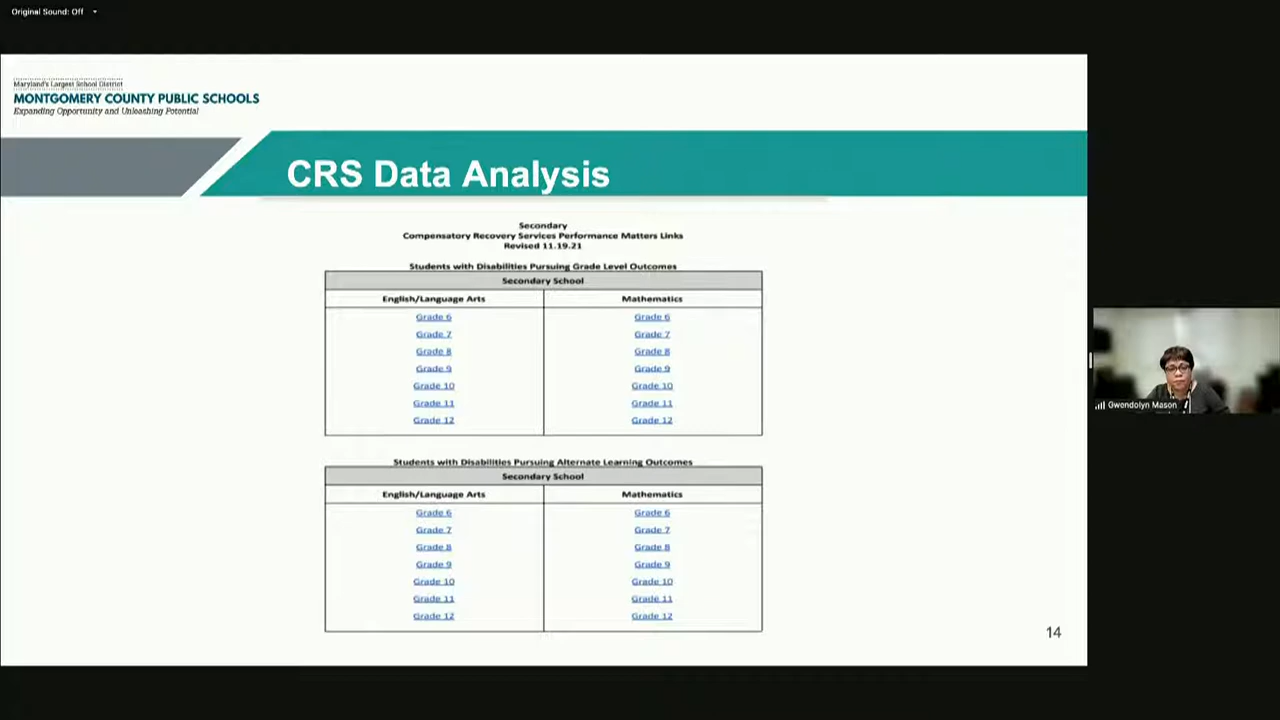 Original Sound: Off
Maryland's Largest School District
MONTGOMERY COUNTY PUBLIC SCHOOLS
Expanding Opportunity and Unleashing Potential
CRS Data Analysis
Secondary
Compensatory Recovery Services Performance Matters Links
Revised 11.19.21
Students with Disabilities Pursuing Grade Level Outcomes
Secondary School
English/Language Arts Mathematics
Grade 6 Grade 6
Grade 7 Grade 7
Grade 8 Grade 8
Grade 9 Grade 9
Grade 10 Grade 10
Grade 11 Grade 11
Grade 12 Grade 12
Students with Disabilities Pursuing Alternate Learning Outcomes
Secondary School
English/Language Arts Mathematics
Grade 6 Grade 6
Grade 7 Grade 7
Grade 8 Grade 8
Grade 9 Grade 9
Grade 10 Grade 10
Grade 11 Grade 11
Grade 12 Grade 12
14
Gwendolyn Mason